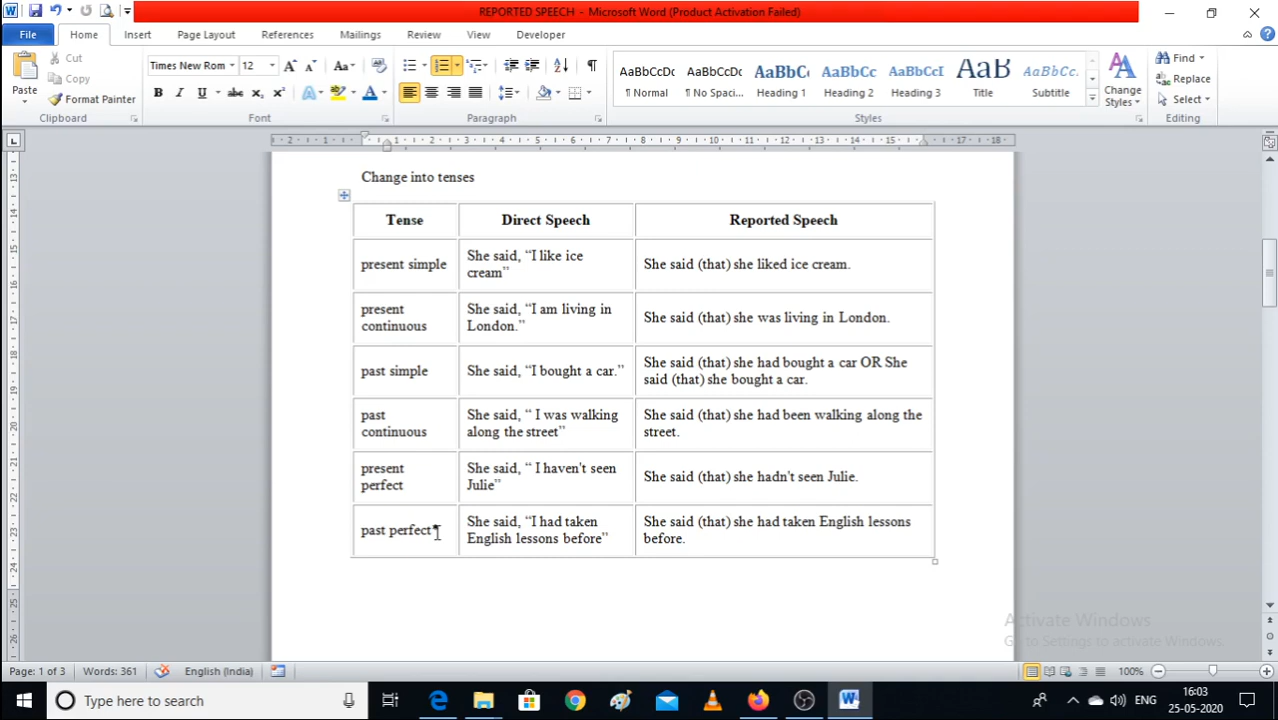 REPORTED SPEECH - Microsoft Word (Product Activation Failed)
File Home Insert Page Layout References Mailings Review View Developer
Paste
Cut
Copy
Format Painter
Clipboard
Times New Rom 12
Font
Paragraph
AaBbCcDc AaBbCcDc AaBbC AaBbCc AaBbCcI AaB AaBbCc.
¶ Normal ¶ No Spaci... Heading 1 Heading 2 Heading 3 Title Subtitle
Change Styles
Styles
Find
Replace
Select
Editing
Change into tenses
Tense Direct Speech Reported Speech
present simple
She said, “I like ice
cream”
She said (that) she liked ice cream.
present
continuous
She said, “I am living in
London.”
She said (that) she was living in London.
past simple
She said, “I bought a car.”
She said (that) she had bought a car OR She
said (that) she bought a car.
past
continuous
She said, “ I was walking
along the street”
She said (that) she had been walking along the
street.
present
perfect
She said, “ I haven't seen
Julie”
She said (that) she hadn't seen Julie.
past perfect
She said, “I had taken
English lessons before”
She said (that) she had taken English lessons
before.
Activate Windows
Go to Settings to activate Windows.
Page: 1 of 3 Words: 361 English (India) 100%
Type here to search
ENG
16:03
25-05-2020